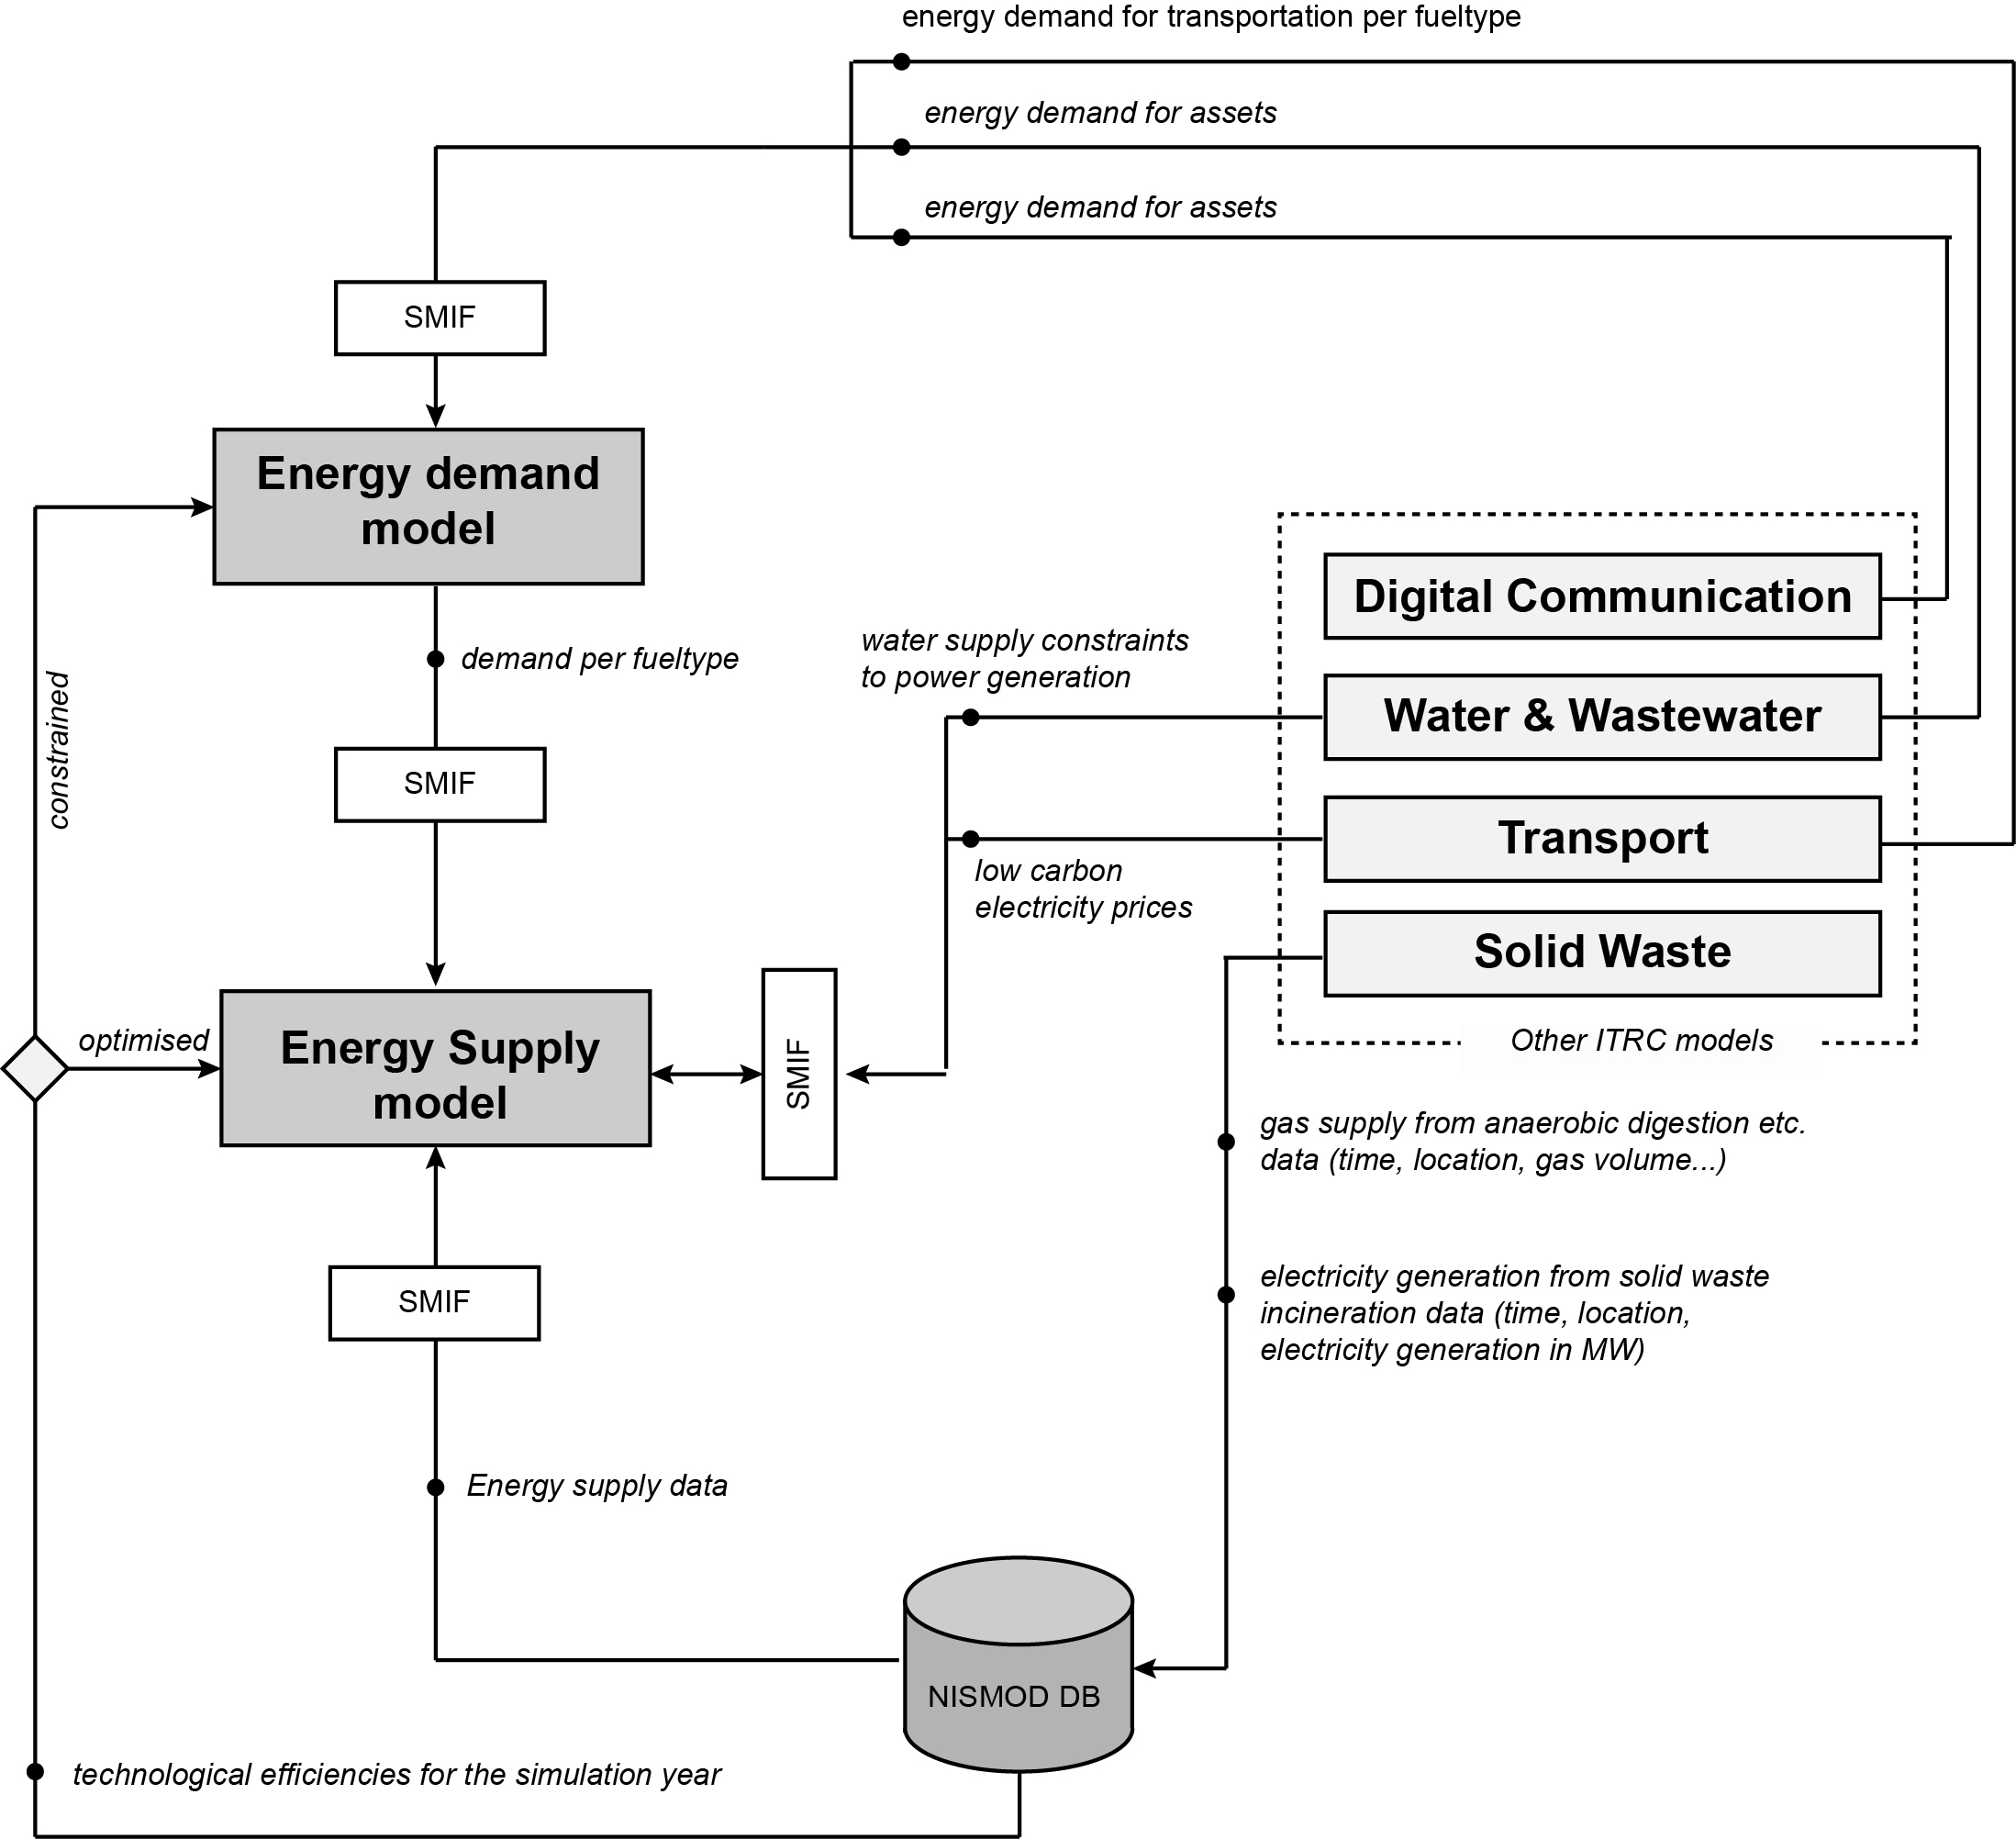 energy demand for transportation per fueltype
energy demand for assets
energy demand for assets
SMIF
Energy demand
model
constrained
demand per fueltype
SMIF
water supply constraints
to power generation
low carbon
electricity prices
Digital Communication
Water & Wastewater
Transport
Solid Waste
Other ITRC models
optimised
Energy Supply
model
SMIF
gas supply from anaerobic digestion etc.
data (time, location, gas volume...)
electricity generation from solid waste
incineration data (time, location,
electricity generation in MW)
SMIF
Energy supply data
NISMOD DB
technological efficiencies for the simulation year